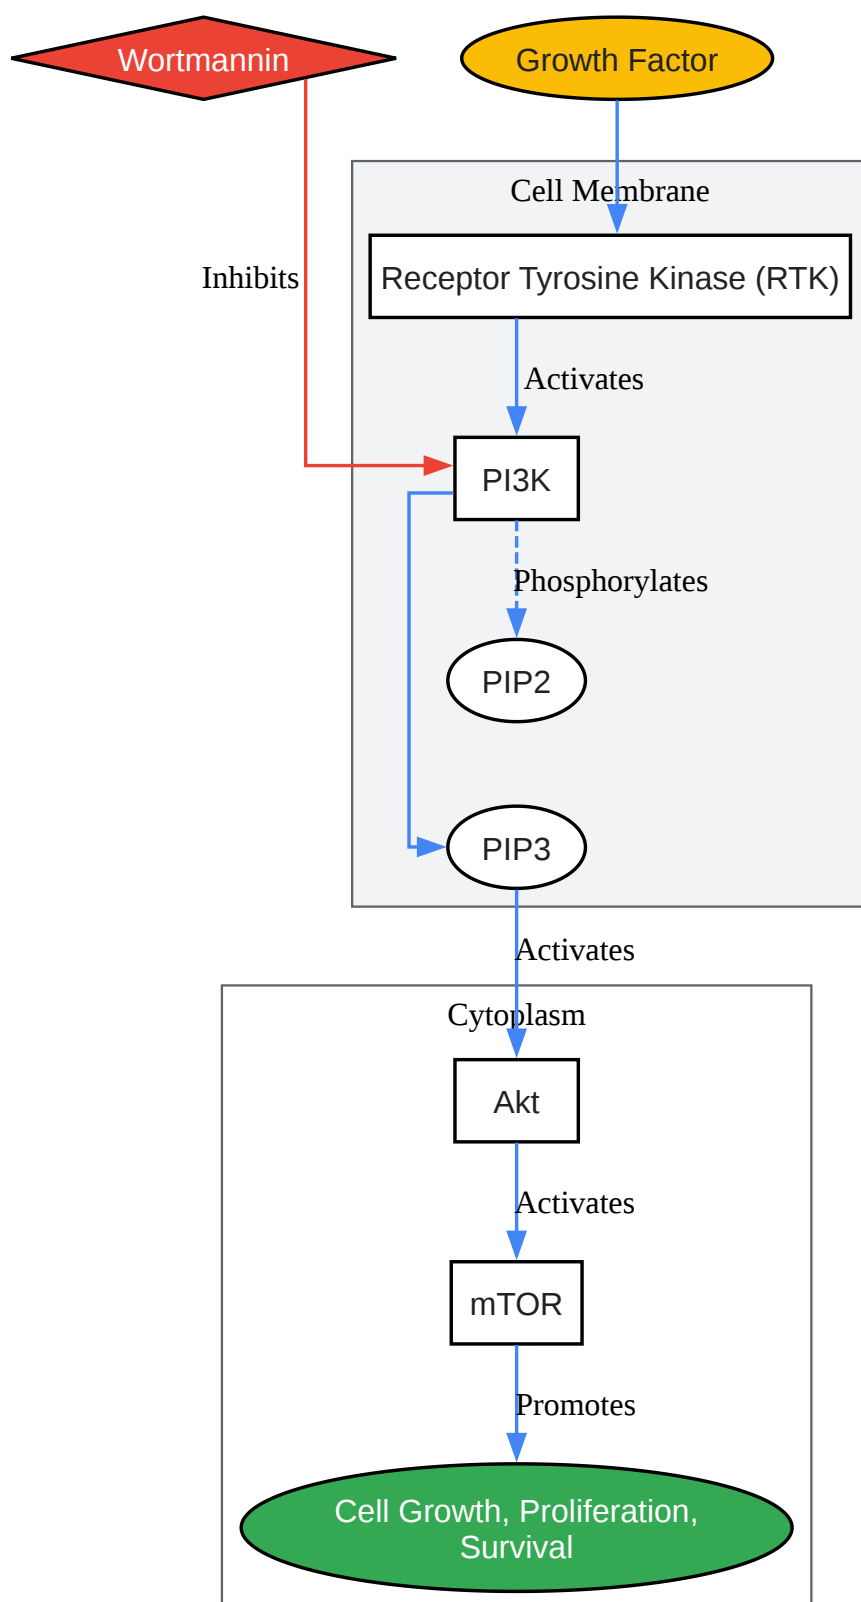 Wortmannin
Growth Factor
Cell Membrane
Receptor Tyrosine Kinase (RTK)
Inhibits
Activates
PI3K
Phosphorylates
PIP2
PIP3
Activates
Cytoplasm
Akt
Activates
mTOR
Promotes
Cell Growth, Proliferation,
Survival